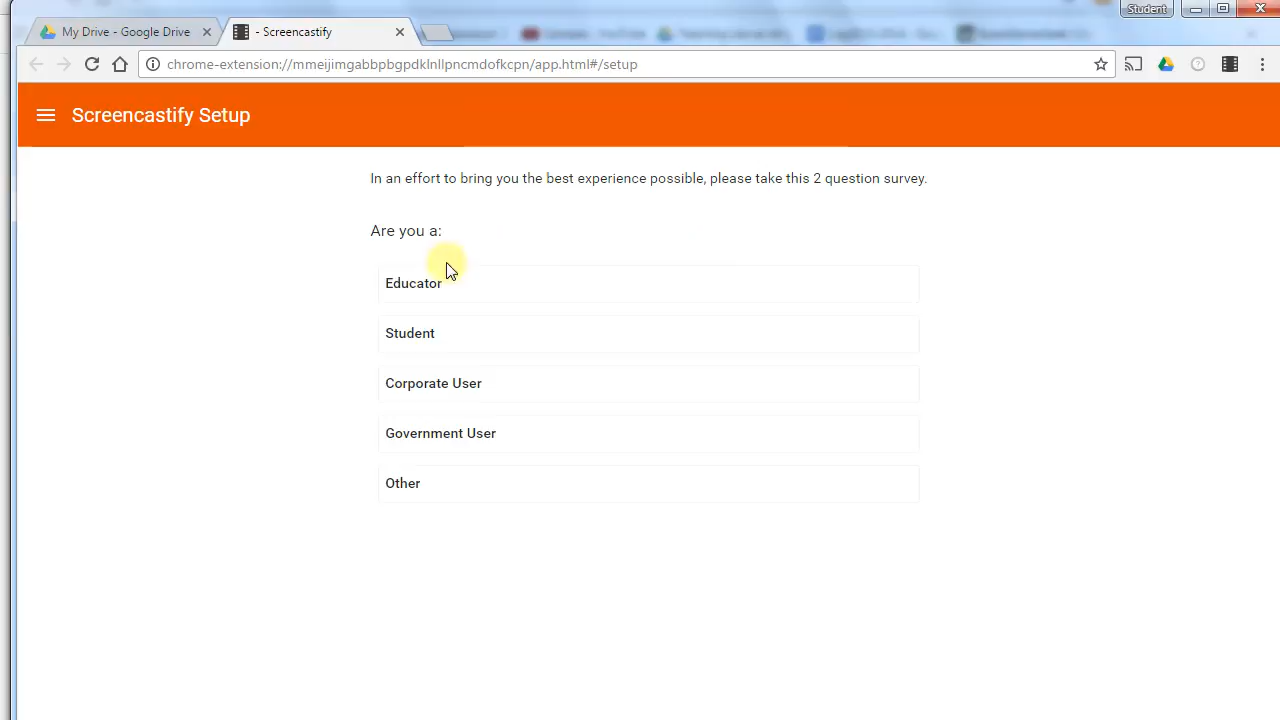 Student
My Drive - Google Drive
- Screencastify
chrome-extension://mmeijimgabbpbgpdklnllpncmdofkcpn/app.html#/setup
Screencastify Setup
In an effort to bring you the best experience possible, please take this 2 question survey.
Are you a:
Educator
Student
Corporate User
Government User
Other